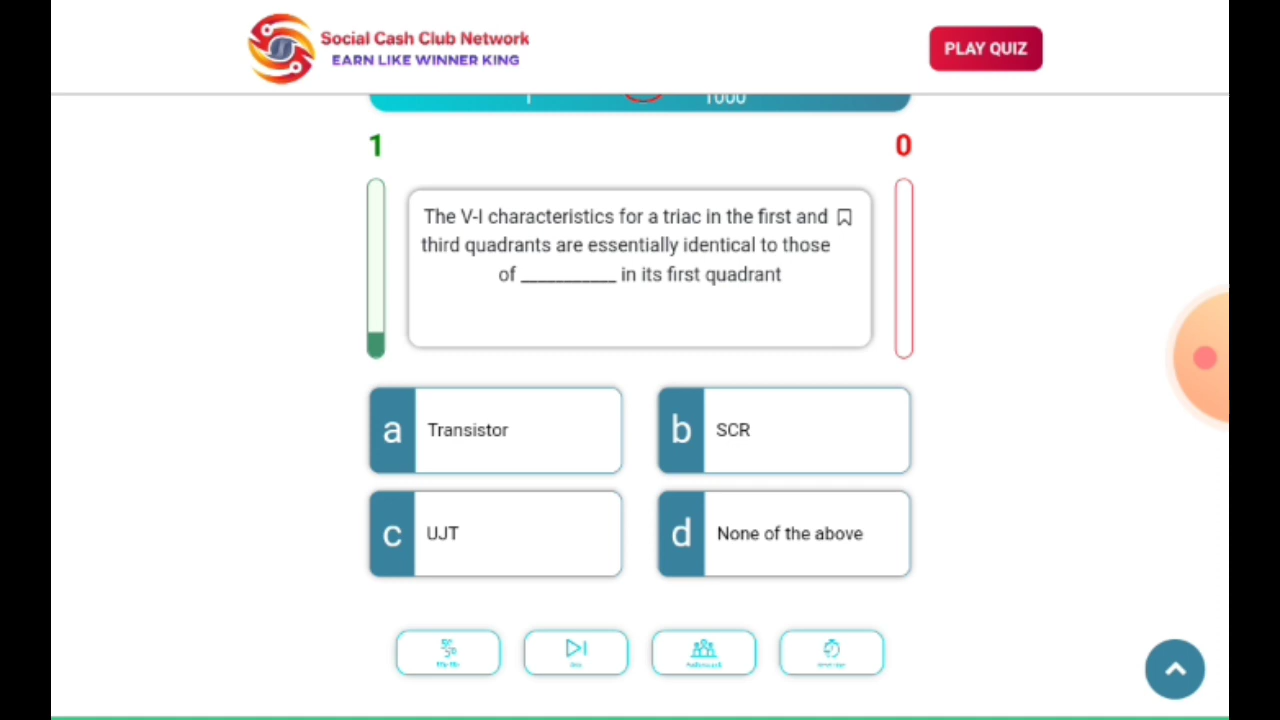 Social Cash Club Network
EARN LIKE WINNER KING
PLAY QUIZ
1000
1
0
The V-I characteristics for a triac in the first and
third quadrants are essentially identical to those
of ___________ in its first quadrant
a Transistor
b SCR
c UJT
d None of the above